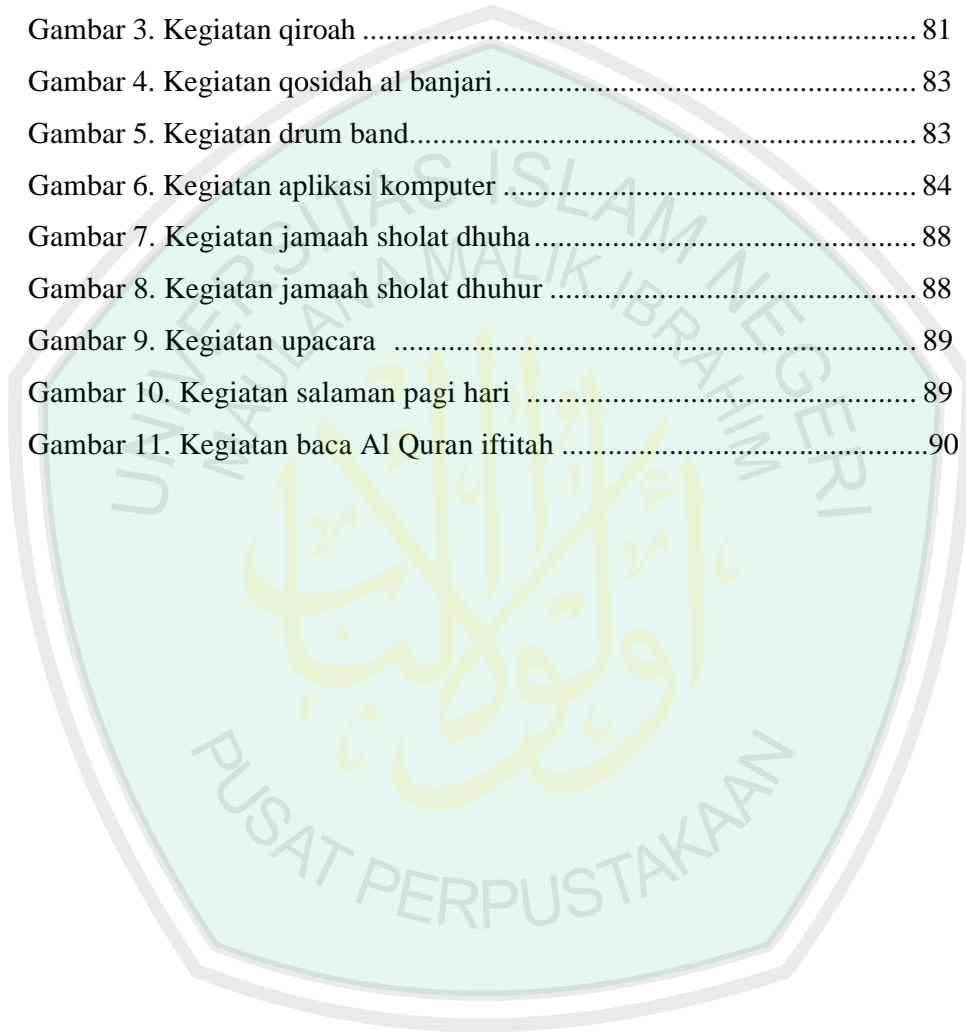 Gambar 3. Kegiatan qiroah ........................................................................ 81
Gambar 4. Kegiatan qosidah al banjari....................................................... 83
Gambar 5. Kegiatan drum band.................................................................. 83
Gambar 6. Kegiatan aplikasi komputer ...................................................... 84
Gambar 7. Kegiatan jamaah sholat dhuha.................................................. 88
Gambar 8. Kegiatan jamaah sholat dhuhur ................................................ 88
Gambar 9. Kegiatan upacara .................................................................... 89
Gambar 10. Kegiatan salaman pagi hari ................................................... 89
Gambar 11. Kegiatan baca Al Quran iftitah ................................................90
UNIVERSITAS ISLAM NEGERI
MAULANA MALIK IBRAHIM
أولوا الألباب
PUSAT PERPUSTAKAAN